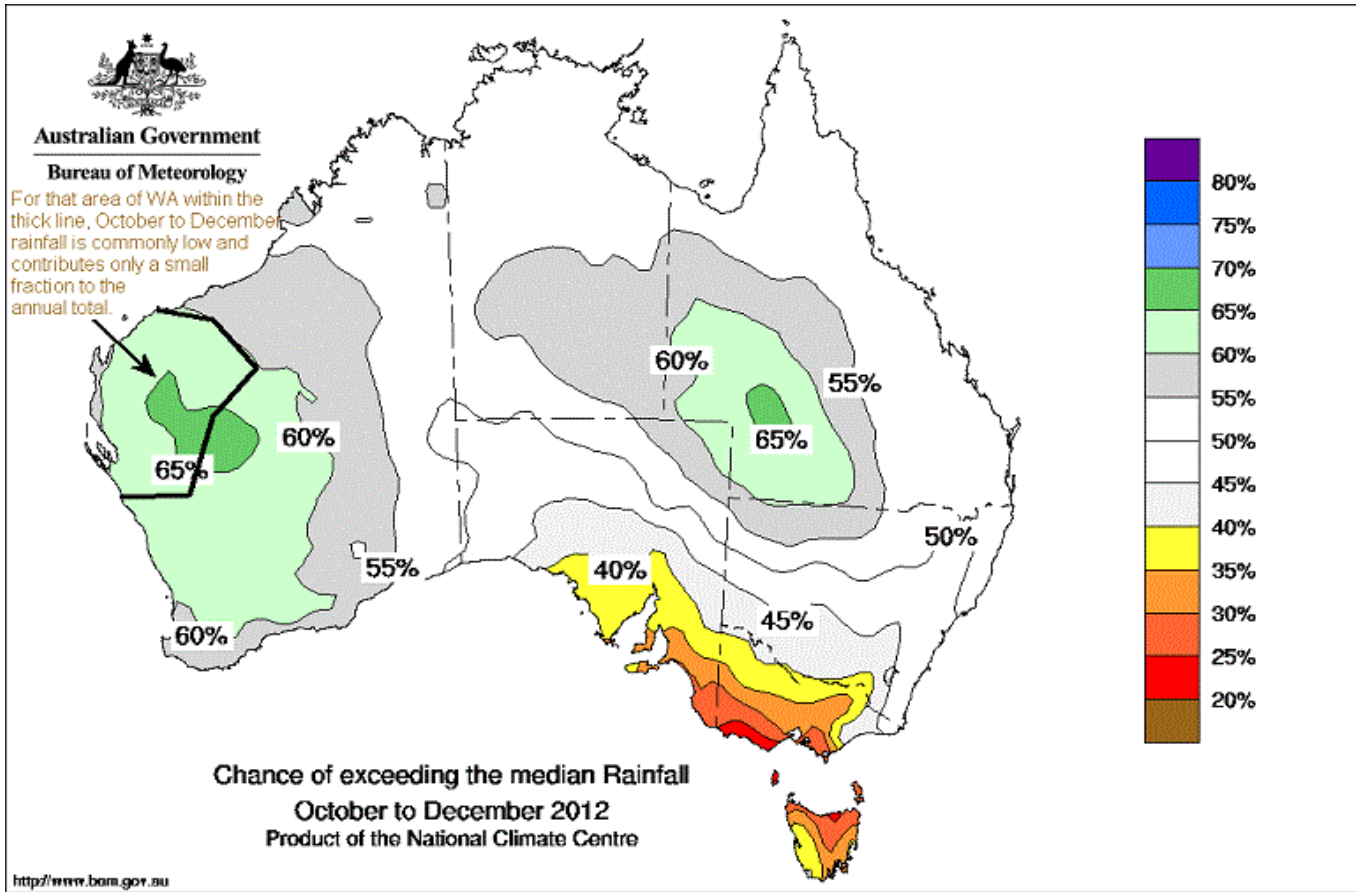 Australian Government
Bureau of Meteorology
For that area of WA within the
thick line, October to December
rainfall is commonly low and
contributes only a small
fraction to the
annual total.
80%
75%
70%
65%
60%
55%
50%
45%
40%
35%
30%
25%
20%
60%
55%
65%
60%
65%
50%
55%
40%
45%
60%
Chance of exceeding the median Rainfall
October to December 2012
Product of the National Climate Centre
http://www.bom.gov.au